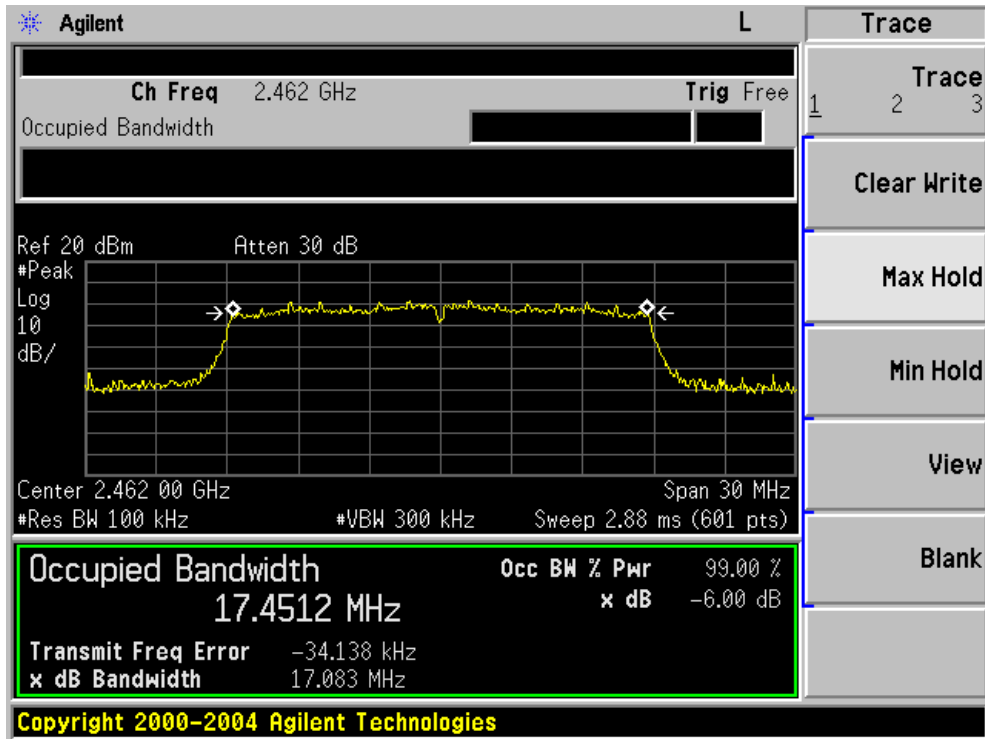 Agilent L Trace
Ch Freq 2.462 GHz Trig Free
Occupied Bandwidth
Trace
1 2 3
Clear Write
Max Hold
Min Hold
View
Blank
Ref 20 dBm Atten 30 dB
#Peak
Log
10
dB/
Center 2.462 00 GHz Span 30 MHz
#Res BW 100 kHz #VBW 300 kHz Sweep 2.88 ms (601 pts)
Occupied Bandwidth Occ BW % Pwr 99.00 %
17.4512 MHz x dB -6.00 dB
Transmit Freq Error -34.138 kHz
x dB Bandwidth 17.083 MHz
Copyright 2000-2004 Agilent Technologies